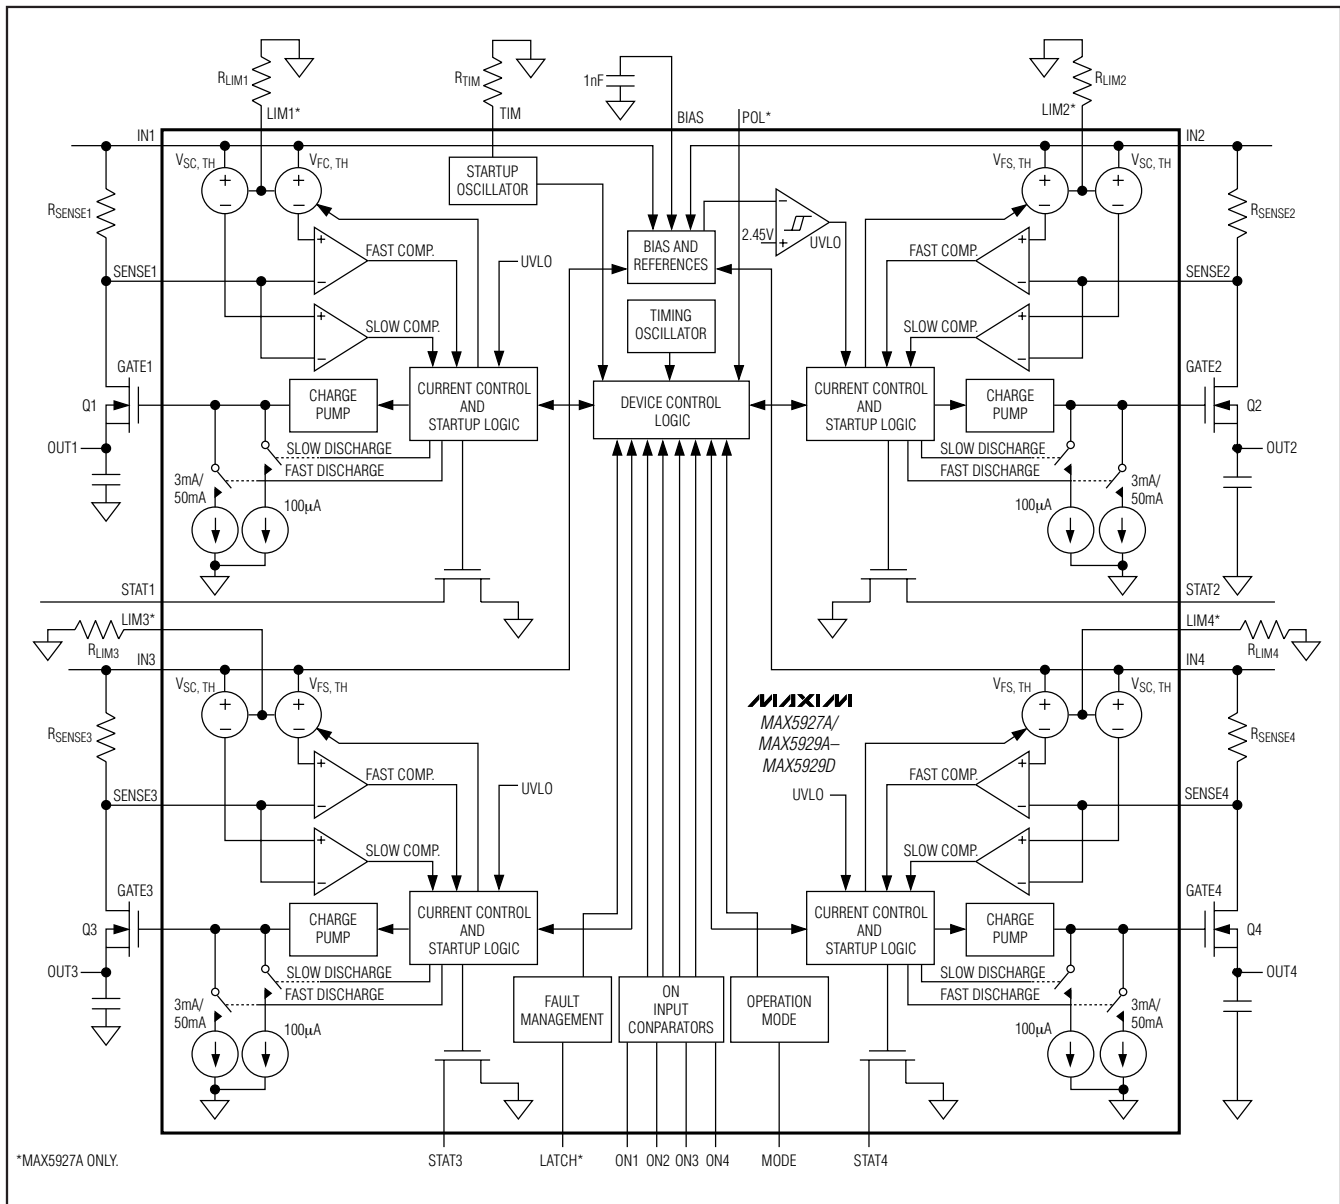 RLIM1
LIM1*
RTIM
TIM
1nF
BIAS
POL*
RLIM2
LIM2*
IN1
VSC, TH
VFC, TH
STARTUP
OSCILLATOR
IN2
VFS, TH
VSC, TH
RSENSE1
RSENSE2
2.45V
UVLO
FAST COMP.
UVLO
BIAS AND
REFERENCES
FAST COMP.
SENSE1
SENSE2
SLOW COMP.
TIMING
OSCILLATOR
SLOW COMP.
GATE1
Q1
OUT1
CHARGE
PUMP
CURRENT CONTROL
AND
STARTUP LOGIC
DEVICE CONTROL
LOGIC
CURRENT CONTROL
AND
STARTUP LOGIC
CHARGE
PUMP
GATE2
Q2
OUT2
SLOW DISCHARGE
FAST DISCHARGE
SLOW DISCHARGE
FAST DISCHARGE
3mA/
50mA
100µA
100µA
3mA/
50mA
STAT1
STAT2
LIM3*
RLIM3
LIM4*
RLIM4
IN3
VSC, TH
VFS, TH
IN4
VFS, TH
VSC, TH
MAXIM
MAX5927A/
MAX5929A–
MAX5929D
RSENSE3
RSENSE4
FAST COMP.
UVLO
UVLO
FAST COMP.
SENSE3
SENSE4
SLOW COMP.
SLOW COMP.
GATE3
Q3
OUT3
CHARGE
PUMP
CURRENT CONTROL
AND
STARTUP LOGIC
CURRENT CONTROL
AND
STARTUP LOGIC
CHARGE
PUMP
GATE4
Q4
OUT4
SLOW DISCHARGE
FAST DISCHARGE
SLOW DISCHARGE
FAST DISCHARGE
3mA/
50mA
100µA
FAULT
MANAGEMENT
ON
INPUT
CONPARATORS
OPERATION
MODE
100µA
3mA/
50mA
*MAX5927A ONLY.
STAT3
LATCH*
ON1 ON2 ON3 ON4
MODE
STAT4